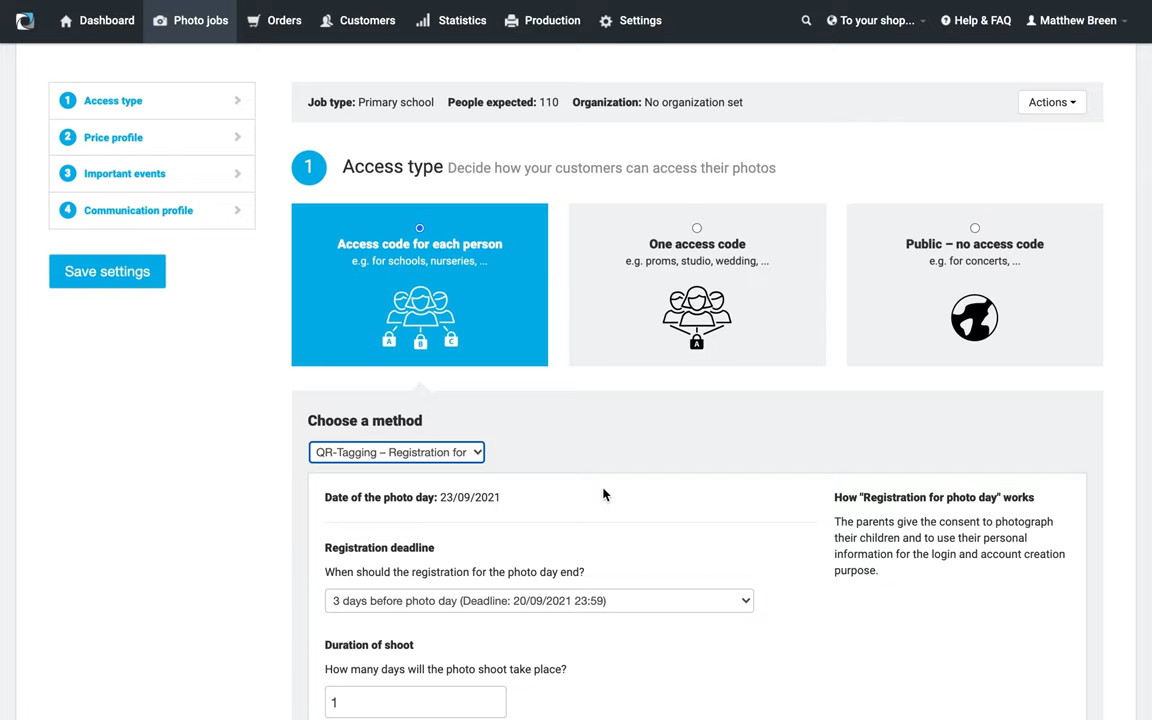 Dashboard
Photo jobs
Orders
Customers
Statistics
Production
Settings
To your shop...
Help & FAQ
Matthew Breen
1 Access type
2 Price profile
3 Important events
4 Communication profile
Save settings
Job type: Primary school People expected: 110 Organization: No organization set
Actions
1 Access type Decide how your customers can access their photos
Access code for each person
e.g. for schools, nurseries, ...
A B C
One access code
e.g. proms, studio, wedding, ...
A
Public – no access code
e.g. for concerts, ...
Choose a method
QR-Tagging – Registration for
Date of the photo day: 23/09/2021
Registration deadline
When should the registration for the photo day end?
3 days before photo day (Deadline: 20/09/2021 23:59)
Duration of shoot
How many days will the photo shoot take place?
1
How "Registration for photo day" works
The parents give the consent to photograph
their children and to use their personal
information for the login and account creation
purpose.